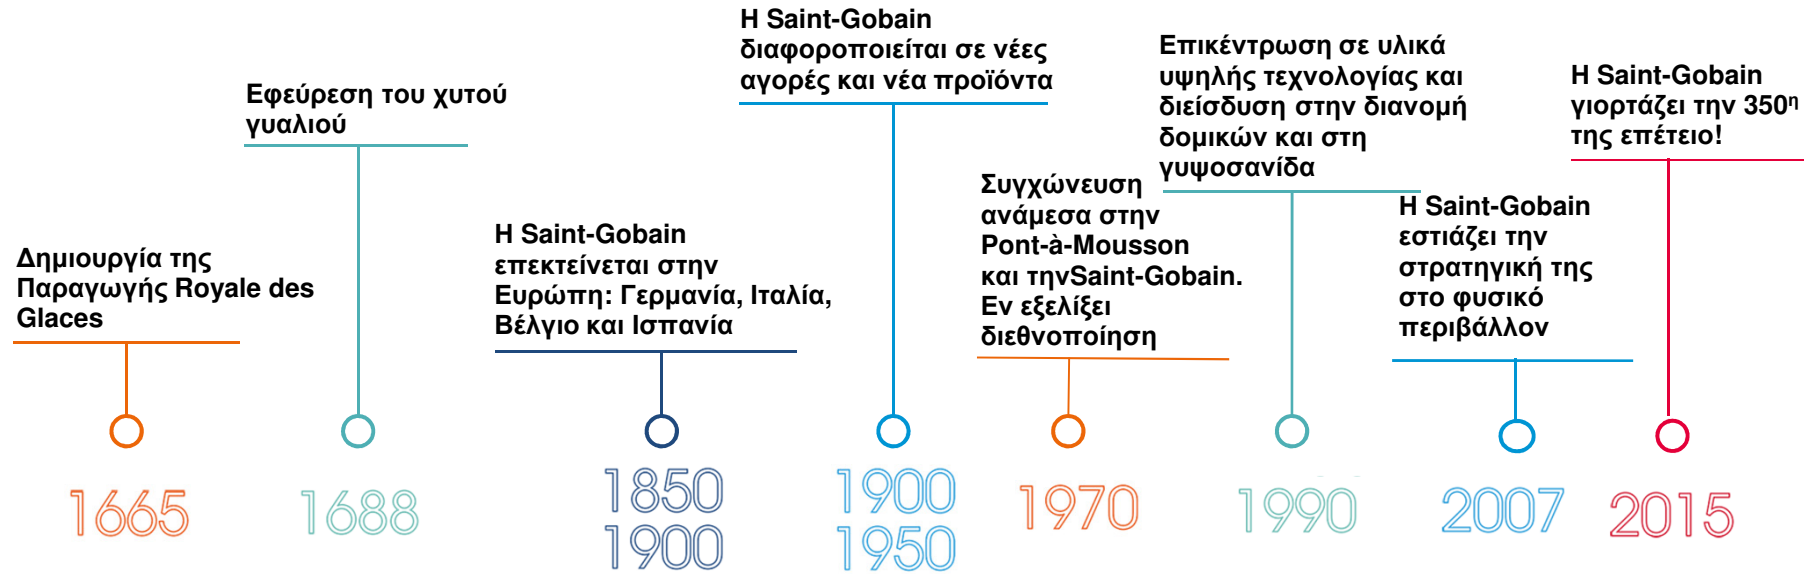 Δημιουργία της
Παραγωγής Royale des
Glaces
1665
Εφεύρεση του χυτού
γυαλιού
1688
Η Saint-Gobain
επεκτείνεται στην
Ευρώπη: Γερμανία, Ιταλία,
Βέλγιο και Ισπανία
1850
1900
Η Saint-Gobain
διαφοροποιείται σε νέες
αγορές και νέα προϊόντα
1900
1950
Συγχώνευση
ανάμεσα στην
Pont-à-Mousson
και τηνSaint-Gobain.
Εν εξελίξει
διεθνοποίηση
1970
Επικέντρωση σε υλικά
υψηλής τεχνολογίας και
διείσδυση στην διανομή
δομικών και στη
γυψοσανίδα
1990
Η Saint-Gobain
εστιάζει την
στρατηγική της
στο φυσικό
περιβάλλον
2007
Η Saint-Gobain
γιορτάζει την 350η
της επέτειο!
2015